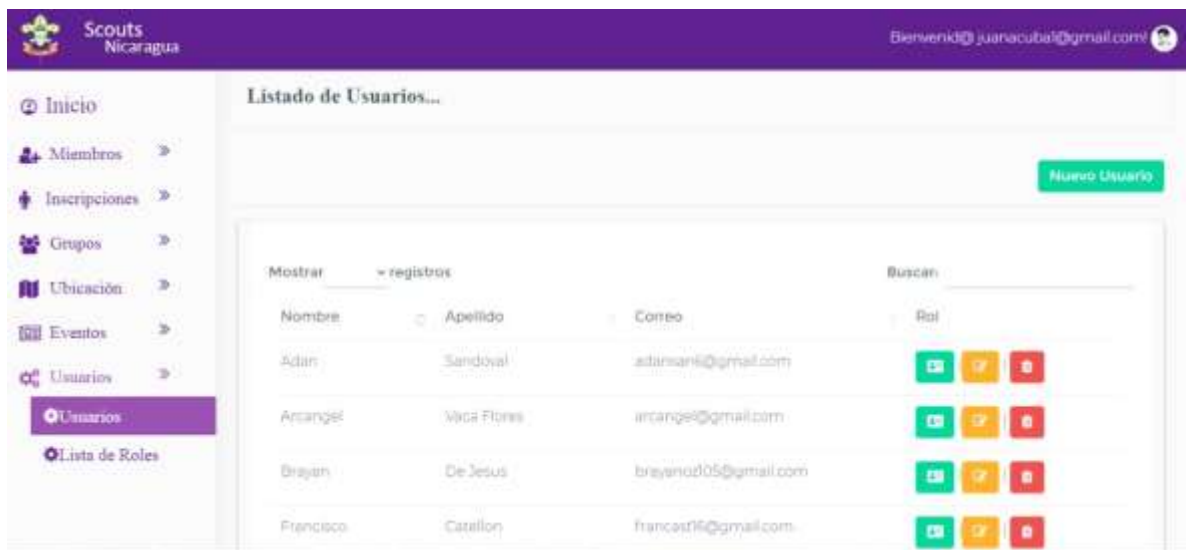 Scouts
Nicaragua
Bienvenid@ juanacuba1@gmail.com!
Inicio
Miembros
Inscripciones
Grupos
Ubicación
Eventos
Usuarios
Usuarios
Lista de Roles
Listado de Usuarios...
Nuevo Usuario
Mostrar registros
Buscar:
Nombre Apellido Correo Rol
Adan Sandoval
Arcangel Vaca Flores arcangel@gmail.com
Brayan De Jesus
Francisco Catellon